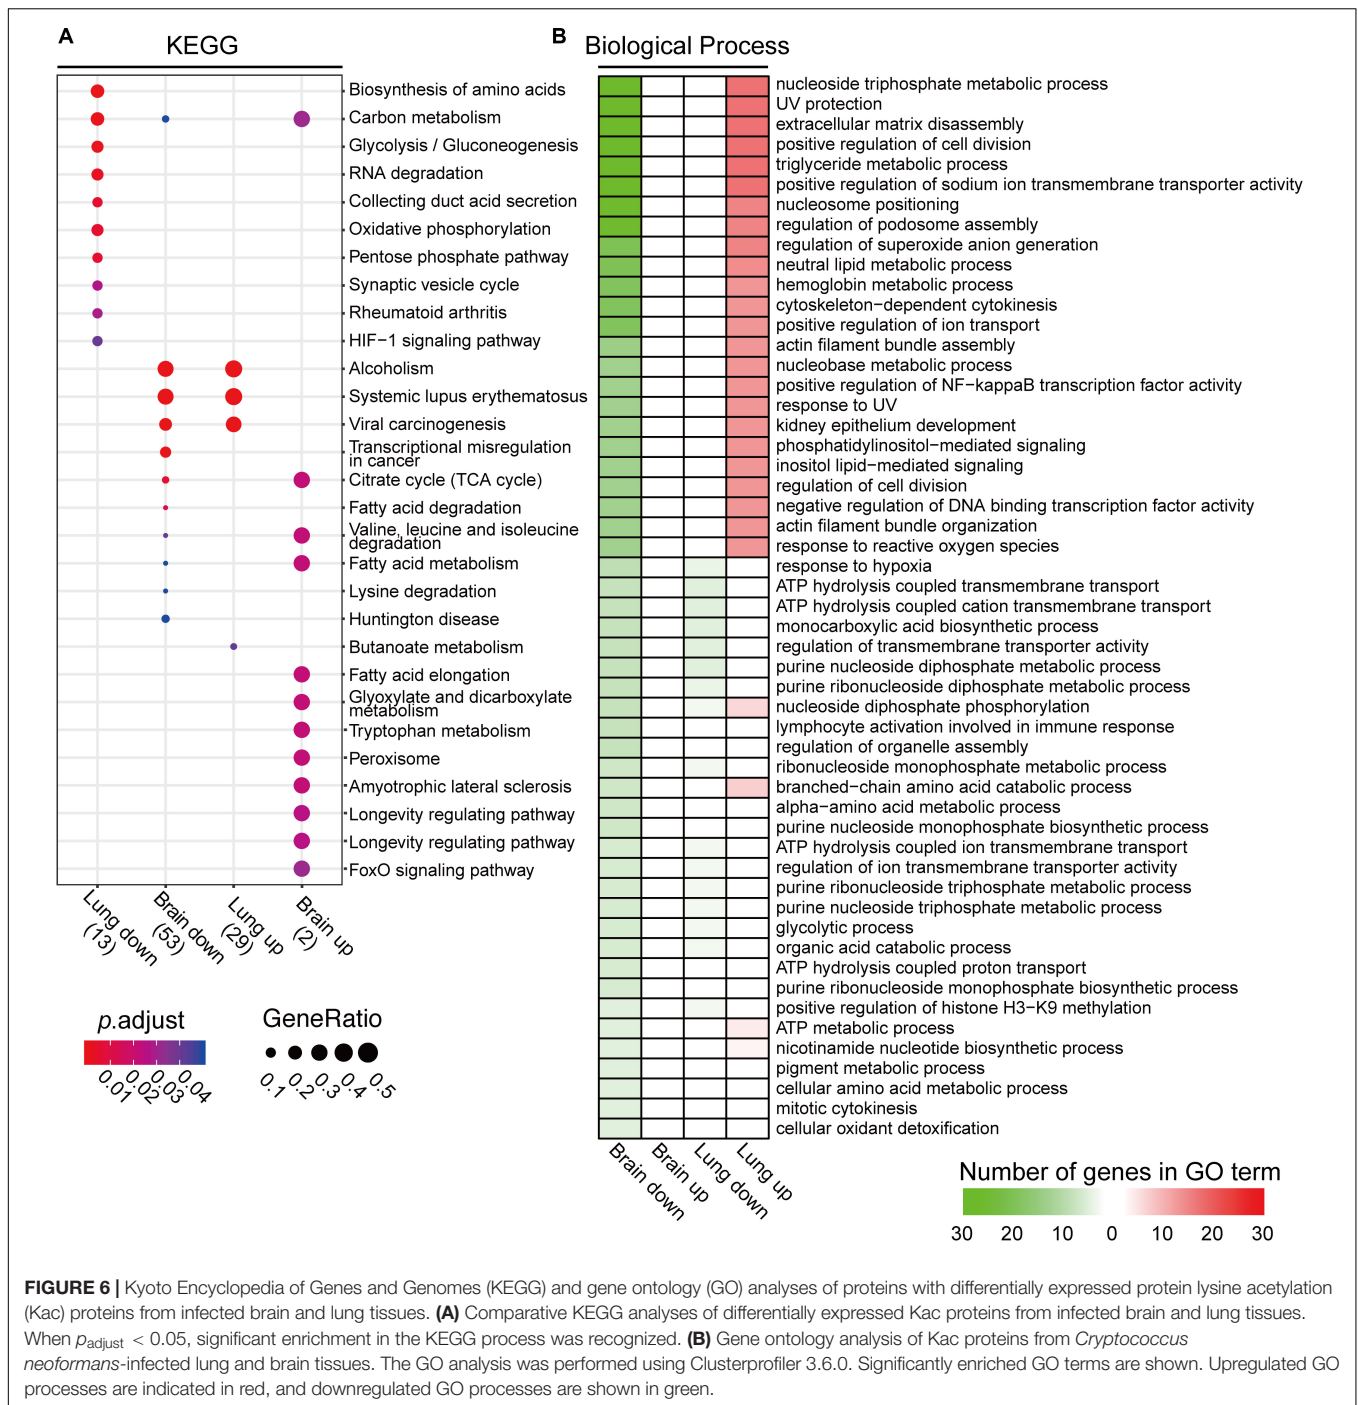 A
KEGG
Biosynthesis of amino acids
Carbon metabolism
Glycolysis / Gluconeogenesis
RNA degradation
Collecting duct acid secretion
Oxidative phosphorylation
Pentose phosphate pathway
Synaptic vesicle cycle
Rheumatoid arthritis
HIF−1 signaling pathway
Alcoholism
Systemic lupus erythematosus
Viral carcinogenesis
Transcriptional misregulation
in cancer
Citrate cycle (TCA cycle)
Fatty acid degradation
Valine, leucine and isoleucine
degradation
Fatty acid metabolism
Lysine degradation
Huntington disease
Butanoate metabolism
Fatty acid elongation
Glyoxylate and dicarboxylate
metabolism
Tryptophan metabolism
Peroxisome
Amyotrophic lateral sclerosis
Longevity regulating pathway
Longevity regulating pathway
FoxO signaling pathway
Lung down
(13)
Brain down
(53)
Lung up
(29)
Brain up
(2)
p.adjust
0.01
0.02
0.03
0.04
GeneRatio
0.1
0.2
0.3
0.4
0.5
B
Biological Process
nucleoside triphosphate metabolic process
UV protection
extracellular matrix disassembly
positive regulation of cell division
triglyceride metabolic process
positive regulation of sodium ion transmembrane transporter activity
nucleosome positioning
regulation of podosome assembly
regulation of superoxide anion generation
neutral lipid metabolic process
hemoglobin metabolic process
cytoskeleton−dependent cytokinesis
positive regulation of ion transport
actin filament bundle assembly
nucleobase metabolic process
positive regulation of NF−kappaB transcription factor activity
response to UV
kidney epithelium development
phosphatidylinositol−mediated signaling
inositol lipid−mediated signaling
regulation of cell division
negative regulation of DNA binding transcription factor activity
actin filament bundle organization
response to reactive oxygen species
response to hypoxia
ATP hydrolysis coupled transmembrane transport
ATP hydrolysis coupled cation transmembrane transport
monocarboxylic acid biosynthetic process
regulation of transmembrane transporter activity
purine nucleoside diphosphate metabolic process
purine ribonucleoside diphosphate metabolic process
nucleoside diphosphate phosphorylation
lymphocyte activation involved in immune response
regulation of organelle assembly
ribonucleoside monophosphate metabolic process
branched−chain amino acid catabolic process
alpha−amino acid metabolic process
purine nucleoside monophosphate biosynthetic process
ATP hydrolysis coupled ion transmembrane transport
regulation of ion transmembrane transporter activity
purine ribonucleoside triphosphate metabolic process
purine nucleoside triphosphate metabolic process
glycolytic process
organic acid catabolic process
ATP hydrolysis coupled proton transport
purine ribonucleoside monophosphate biosynthetic process
positive regulation of histone H3−K9 methylation
ATP metabolic process
nicotinamide nucleotide biosynthetic process
pigment metabolic process
cellular amino acid metabolic process
mitotic cytokinesis
cellular oxidant detoxification
Brain down
Brain up
Lung down
Lung up
Number of genes in GO term
30 20 10 0 10 20 30
FIGURE 6 | Kyoto Encyclopedia of Genes and Genomes (KEGG) and gene ontology (GO) analyses of proteins with differentially expressed protein lysine acetylation
(Kac) proteins from infected brain and lung tissues. (A) Comparative KEGG analyses of differentially expressed Kac proteins from infected brain and lung tissues.
When padjust < 0.05, significant enrichment in the KEGG process was recognized. (B) Gene ontology analysis of Kac proteins from Cryptococcus
neoformans-infected lung and brain tissues. The GO analysis was performed using Clusterprofiler 3.6.0. Significantly enriched GO terms are shown. Upregulated GO
processes are indicated in red, and downregulated GO processes are shown in green.